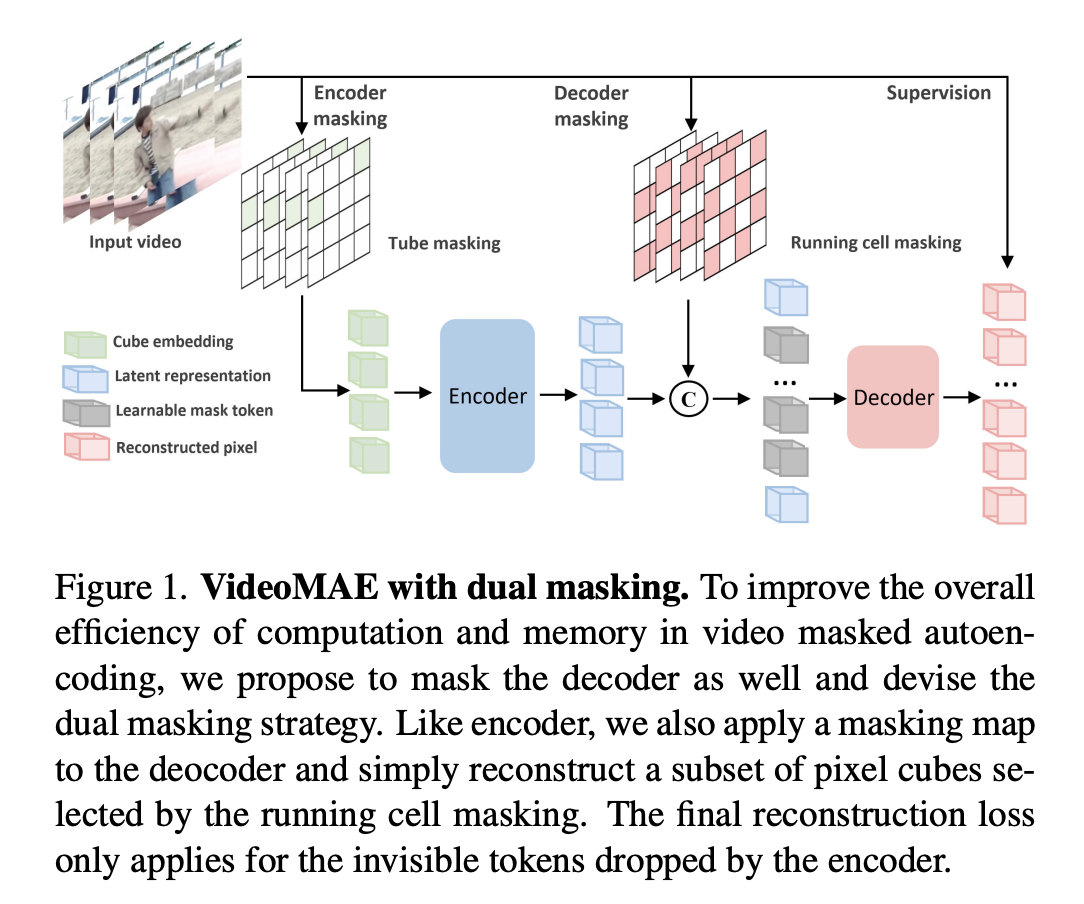 Encoder
masking
Decoder
masking
Supervision
Input video
Tube masking
Running cell masking
Cube embedding
Latent representation
Learnable mask token
Reconstructed pixel
Encoder
C
...
Decoder
...
Figure 1. VideoMAE with dual masking. To improve the overall
efficiency of computation and memory in video masked autoen-
coding, we propose to mask the decoder as well and devise the
dual masking strategy. Like encoder, we also apply a masking map
to the deocoder and simply reconstruct a subset of pixel cubes se-
lected by the running cell masking. The final reconstruction loss
only applies for the invisible tokens dropped by the encoder.